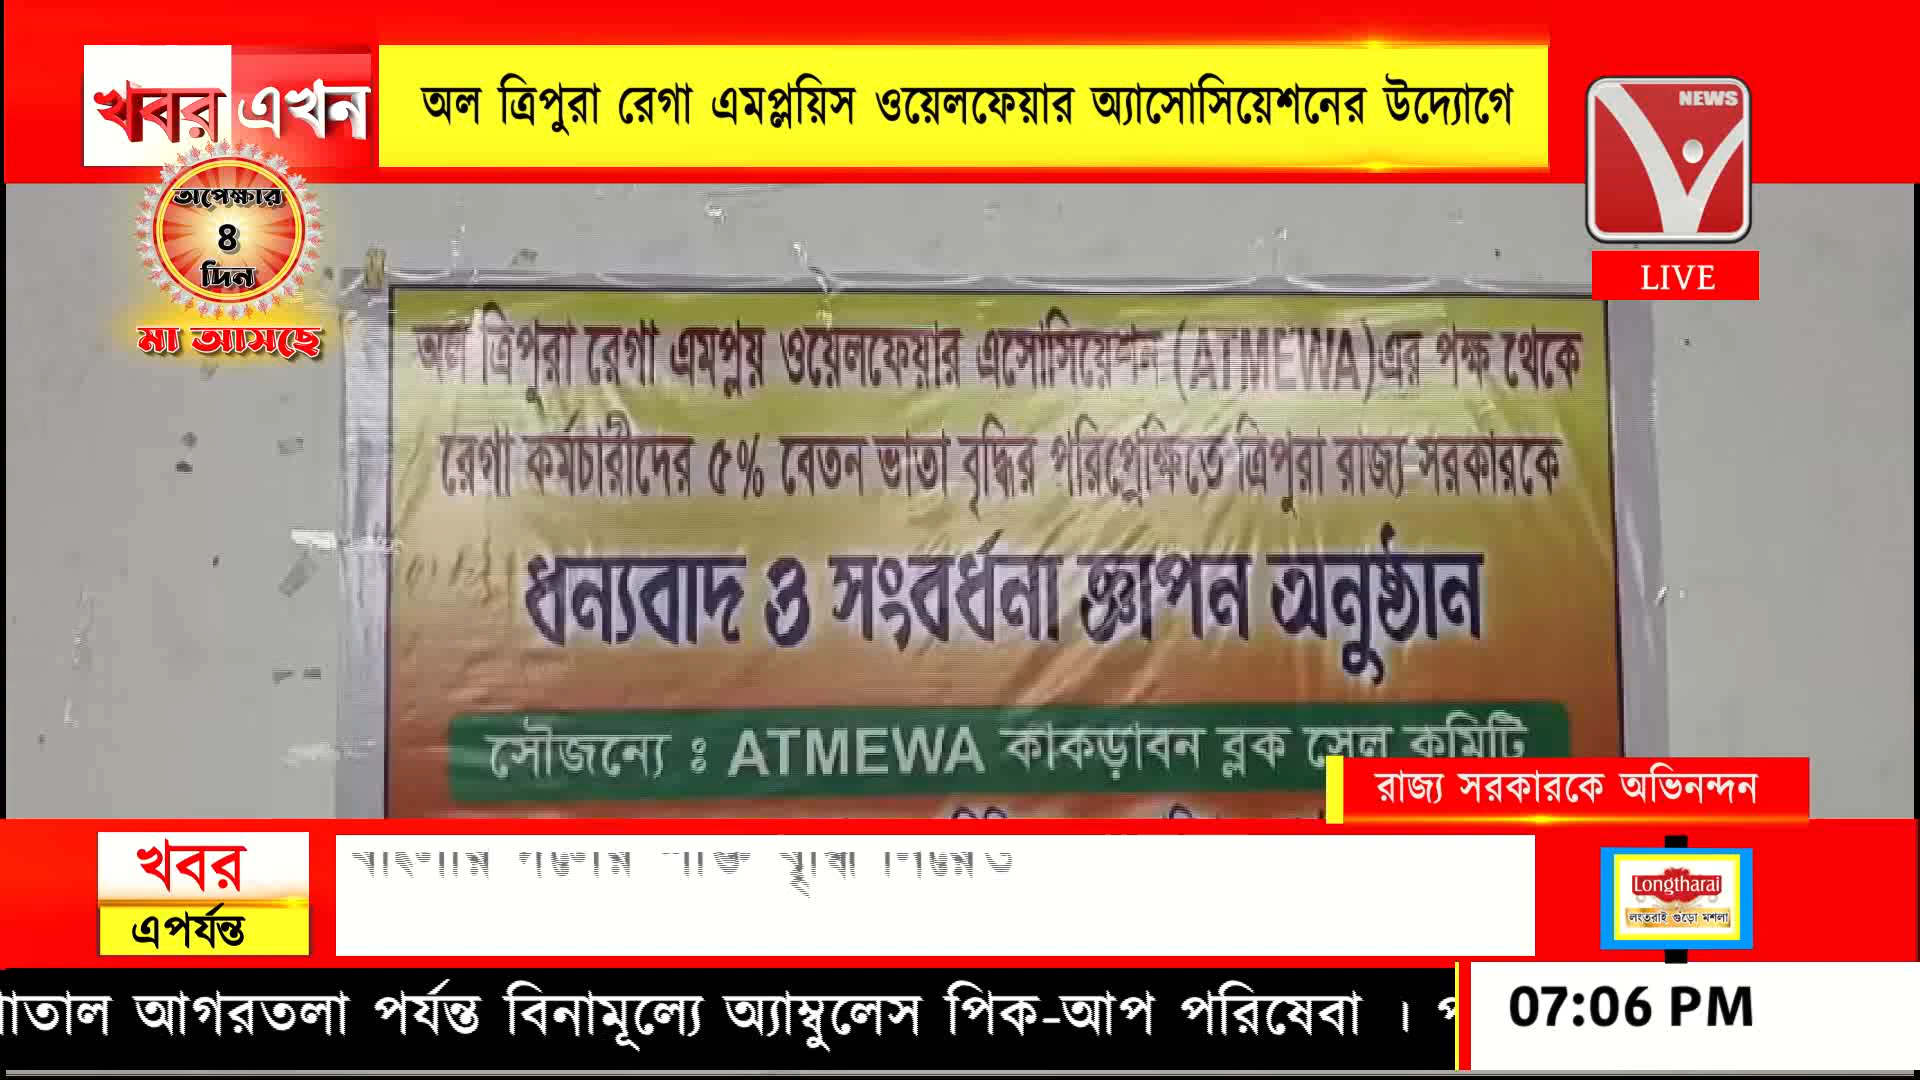 খবর এখন
অল ত্রিপুরা রেগা এমপ্লয়িস ওয়েলফেয়ার অ্যাসোসিয়েশনের উদ্যোগে
NEWS
LIVE
অপেক্ষার
৪
দিন
মা আসছে
অল ত্রিপুরা রেগা এমপ্লয় ওয়েলফেয়ার এসোসিয়েশন (ATMEWA)এর পক্ষ থেকে
রেগা কর্মচারীদের ৫% বেতন ভাতা বৃদ্ধির পরিপ্রেক্ষিতে ত্রিপুরা রাজ্য সরকারকে
ধন্যবাদ ও সংবর্ধনা জ্ঞাপন অনুষ্ঠান
সৌজন্যে ঃ ATMEWA কাকড়াবন ব্লক সেল কমিটি
রাজ্য সরকারকে অভিনন্দন
খবর
এপর্যন্ত
Longtharai
লংতরাই গুঁড়ো মশলা
আগরতলা পর্যন্ত বিনামূল্যে অ্যাম্বুলেস পিক-আপ পরিষেবা ।
07:06 PM